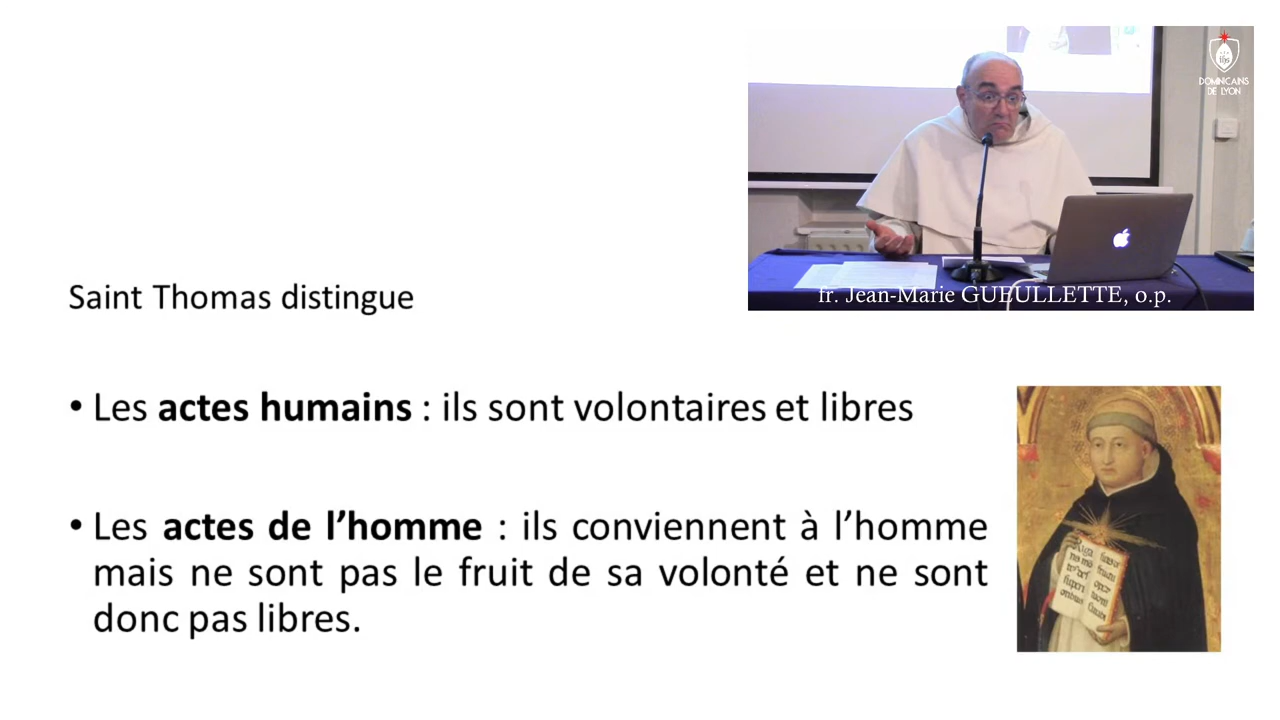 DOMINICAINS
DE LYON
fr. Jean-Marie GUEULLETTE, o.p.
Saint Thomas distingue
• Les actes humains : ils sont volontaires et libres
• Les actes de l’homme : ils conviennent à l’homme
mais ne sont pas le fruit de sa volonté et ne sont
donc pas libres.